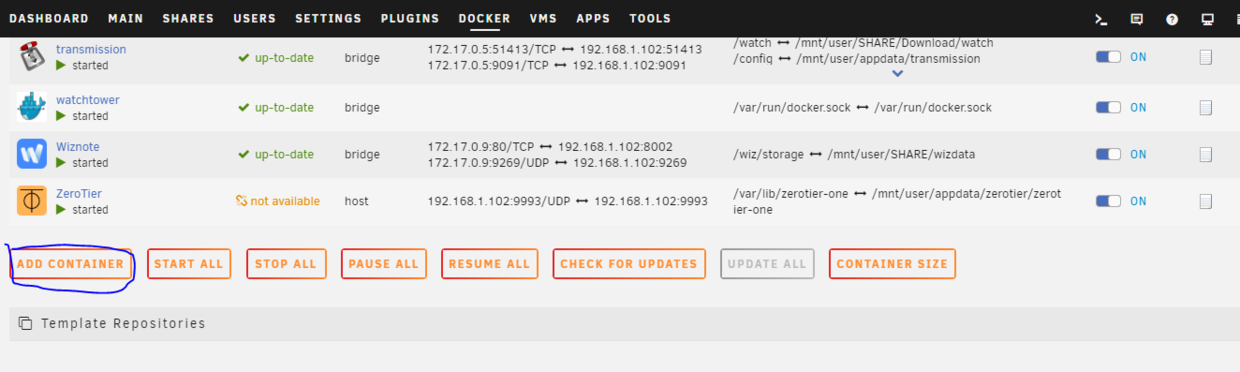 DASHBOARD MAIN SHARES USERS SETTINGS PLUGINS DOCKER VMS APPS TOOLS
transmission
started
up-to-date
bridge
172.17.0.5:51413/TCP ↔ 192.168.1.102:51413
172.17.0.5:9091/TCP ↔ 192.168.1.102:9091
/watch ↔ /mnt/user/SHARE/Download/watch
/config ↔ /mnt/user/appdata/transmission
ON
watchtower
started
up-to-date
bridge
/var/run/docker.sock ↔ /var/run/docker.sock
ON
Wiznote
started
up-to-date
bridge
172.17.0.9:80/TCP ↔ 192.168.1.102:8002
172.17.0.9:9269/UDP ↔ 192.168.1.102:9269
/wiz/storage ↔ /mnt/user/SHARE/wizdata
ON
ZeroTier
started
not available
host
192.168.1.102:9993/UDP ↔ 192.168.1.102:9993
/var/lib/zerotier-one ↔ /mnt/user/appdata/zerotier/zerot
ier-one
ON
ADD CONTAINER START ALL STOP ALL PAUSE ALL RESUME ALL CHECK FOR UPDATES UPDATE ALL CONTAINER SIZE
Template Repositories